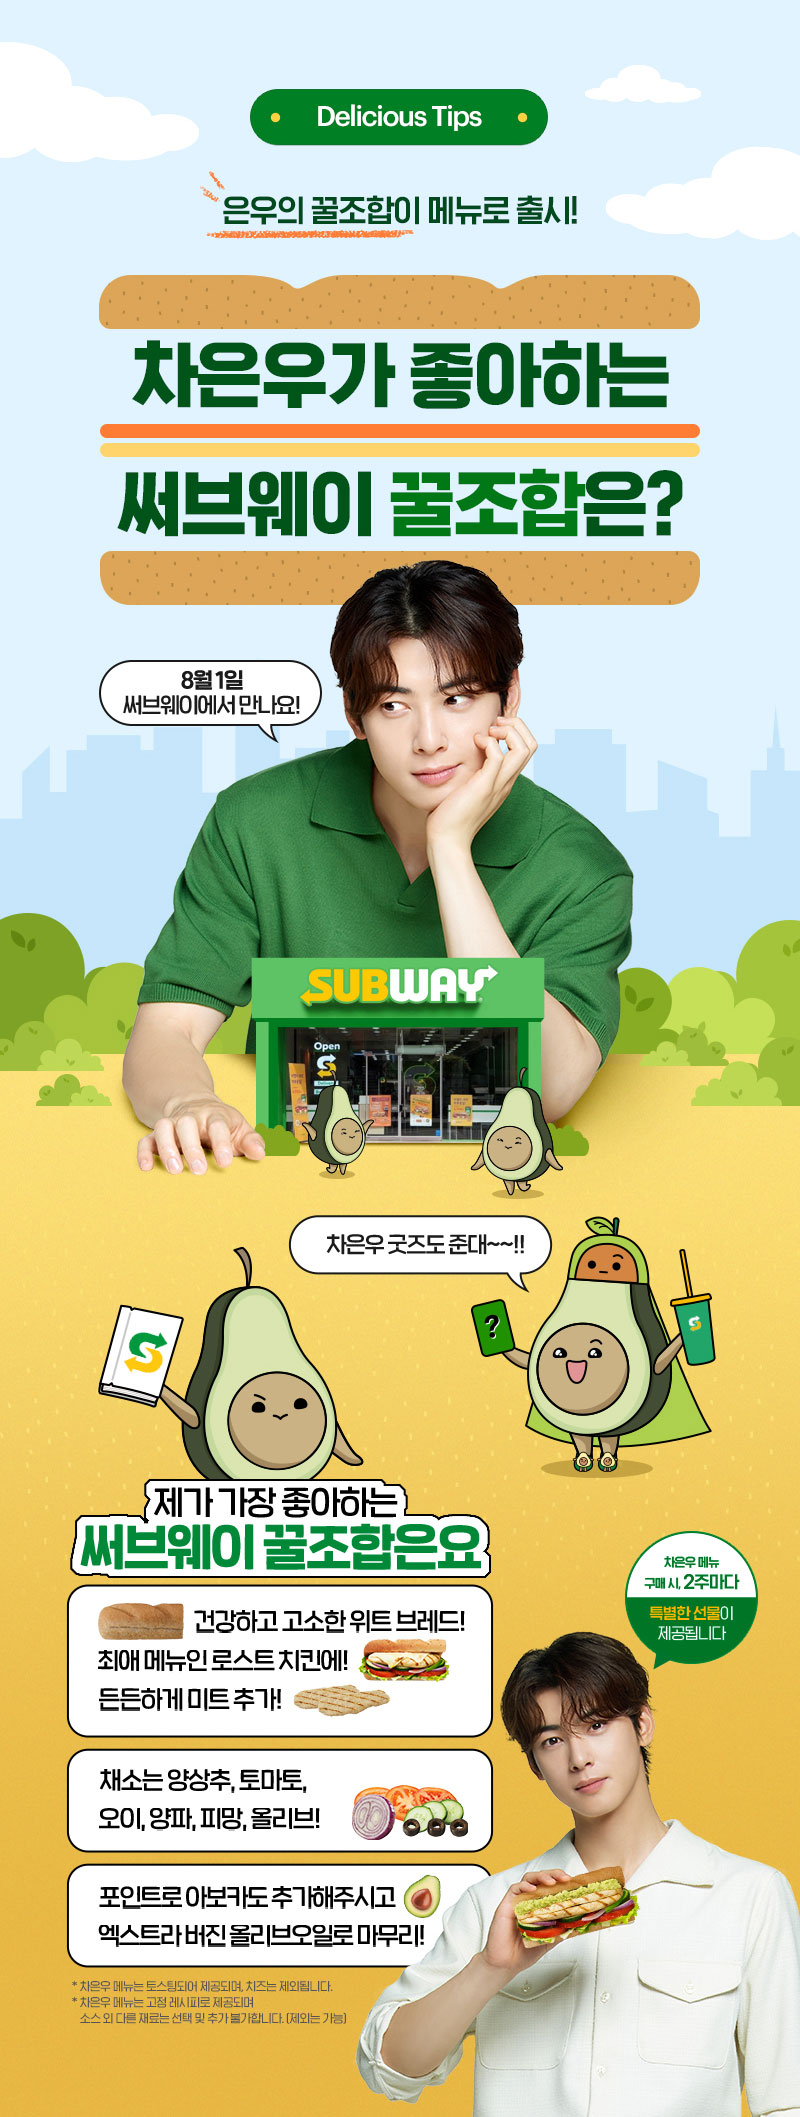 Delicious Tips
은우의 꿀조합이 메뉴로 출시!
차은우가 좋아하는
써브웨이 꿀조합은?
8월 1일
써브웨이에서 만나요!
SUBWAY
Open
차은우 굿즈도 준대~~!!
?
제가 가장 좋아하는
써브웨이 꿀조합은요
차은우 메뉴
구매 시, 2주마다
특별한 선물이
제공됩니다
건강하고 고소한 위트 브레드!
최애 메뉴인 로스트 치킨에!
든든하게 미트 추가!
채소는 양상추, 토마토,
오이, 양파, 피망, 올리브!
포인트로 아보카도 추가해주시고
엑스트라 버진 올리브오일로 마무리!
* 차은우 메뉴는 토스팅되어 제공되며, 치즈는 제외됩니다.
* 차은우 메뉴는 고정 레시피로 제공되며
소스 외 다른 재료는 선택 및 추가 불가합니다. (제외는 가능)